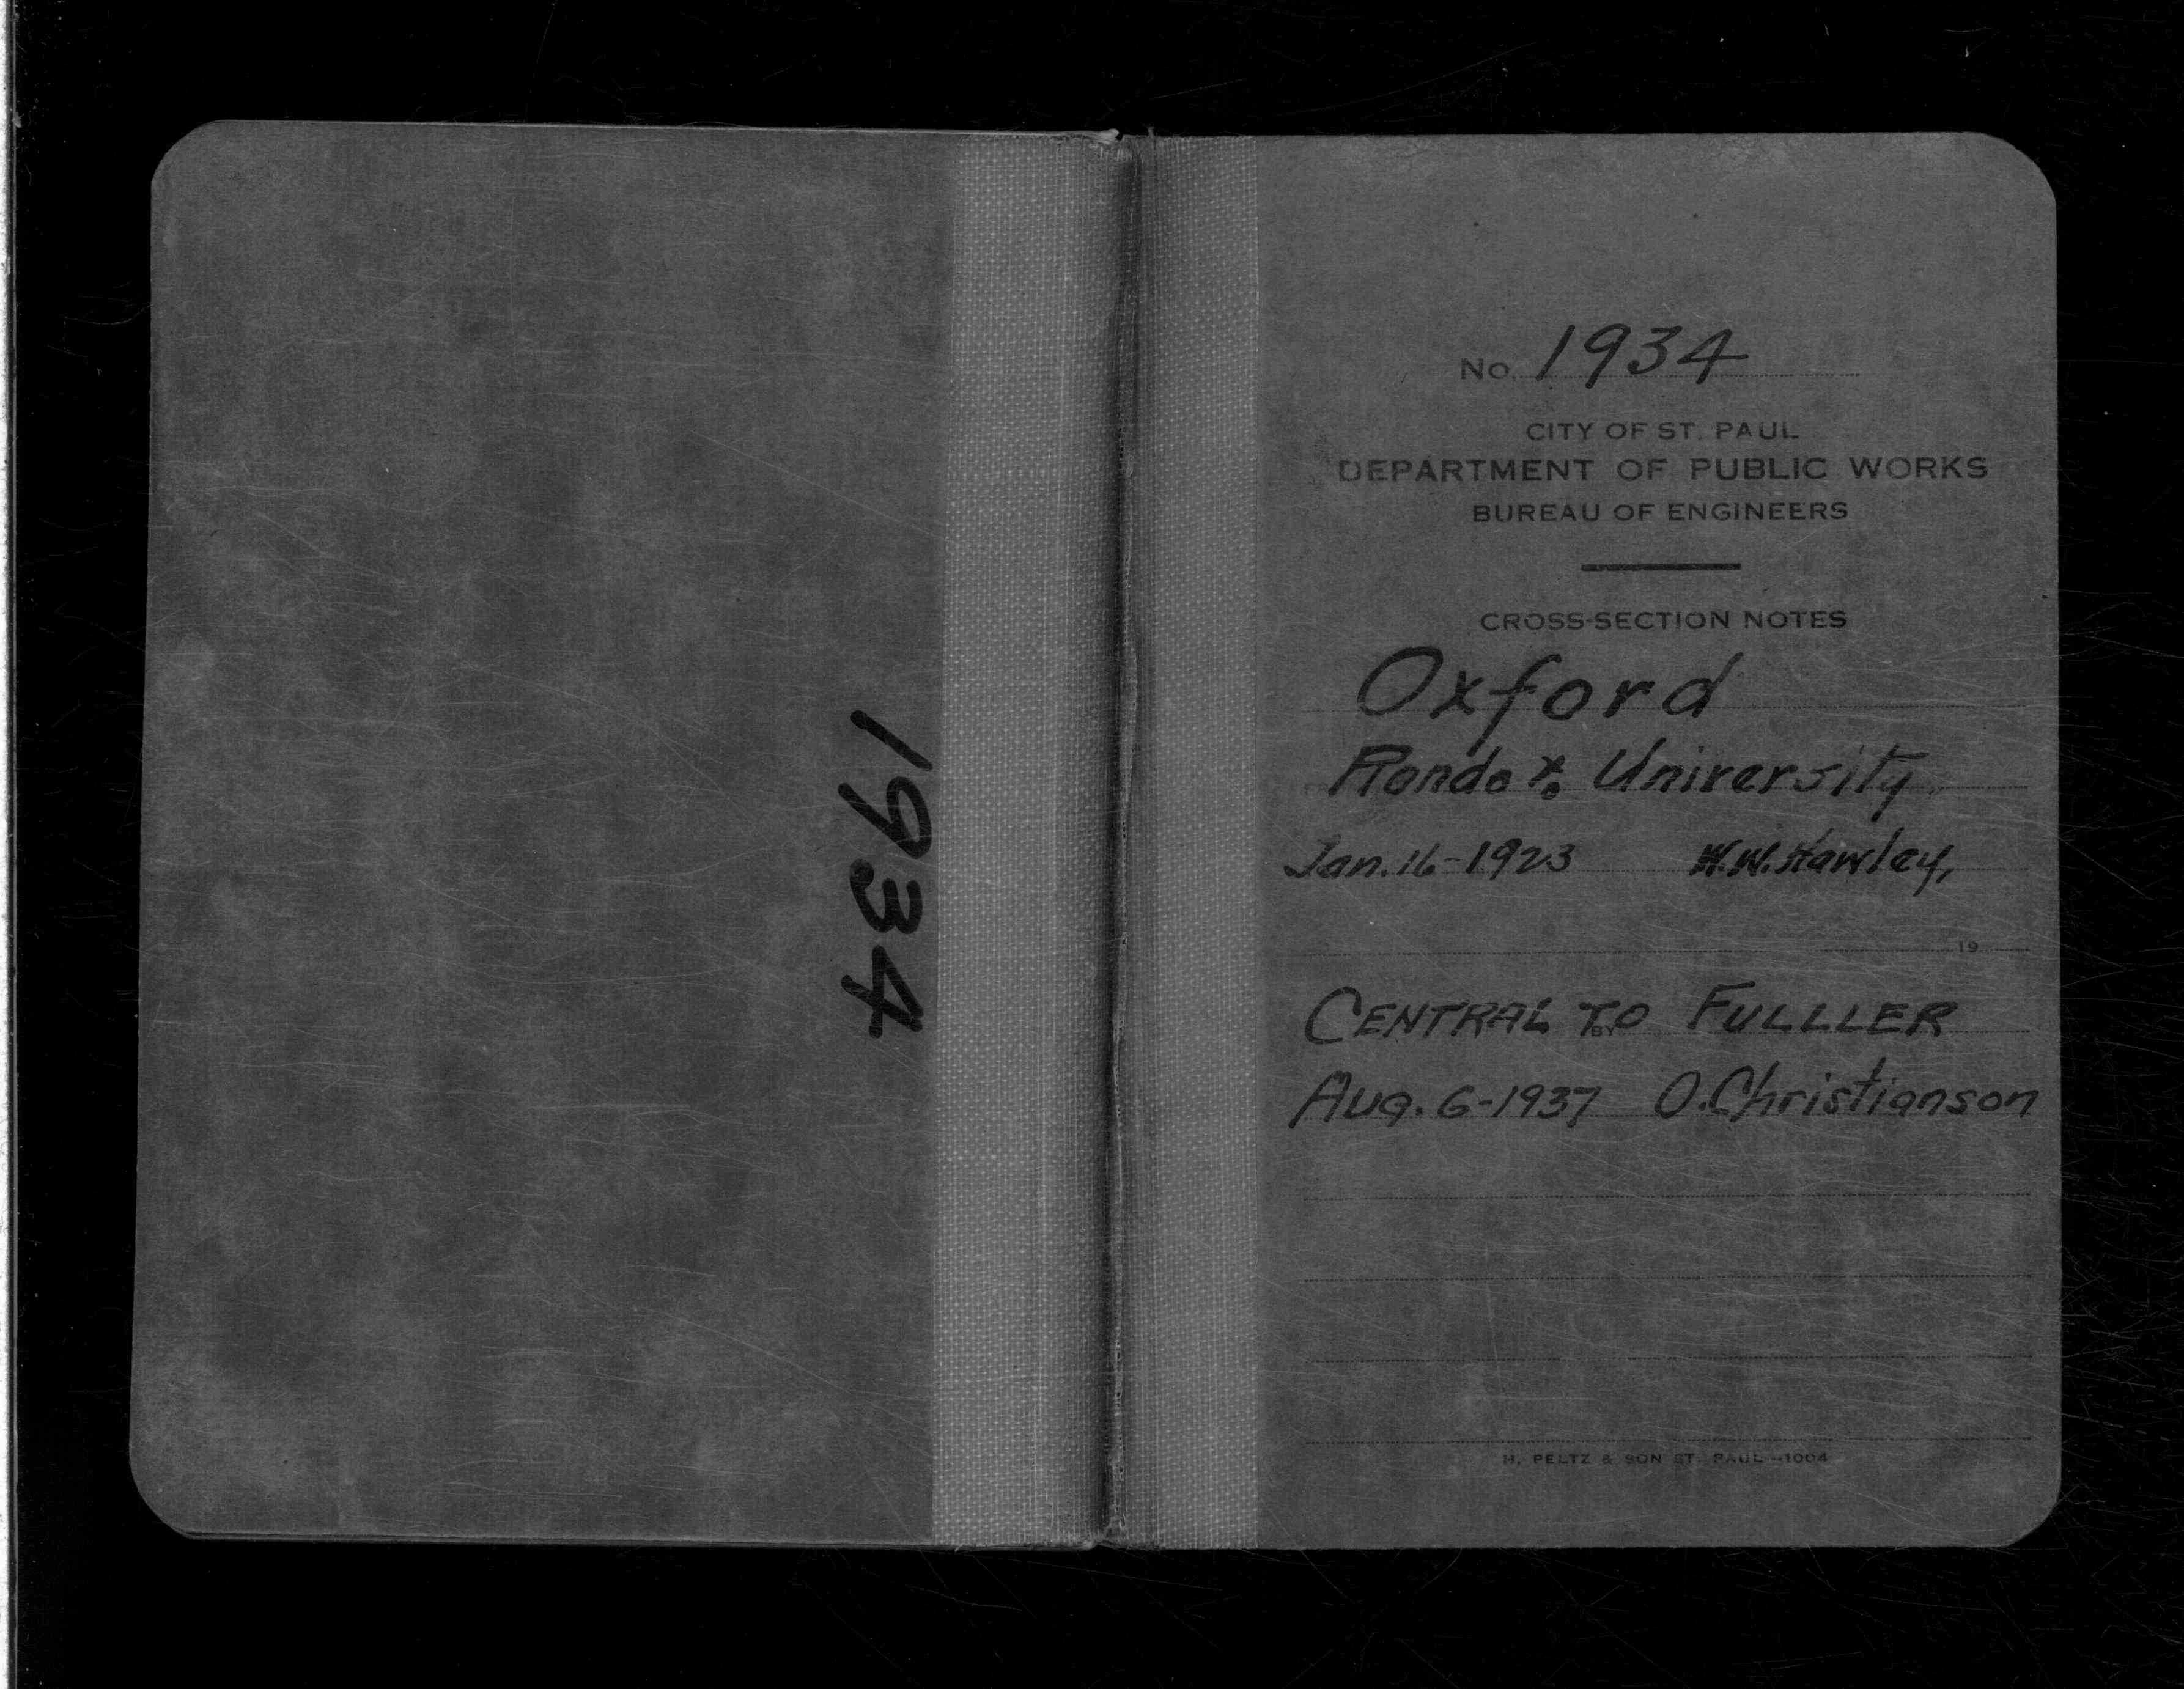 1934
No. 1934
CITY OF ST. PAUL
DEPARTMENT OF PUBLIC WORKS
BUREAU OF ENGINEERS
CROSS-SECTION NOTES
Oxford
Rondo to University
Jan. 16-1923 W.W. Hawley,
19
CENTRAL TO FULLLER
BY
Aug. 6-1937 O. Christianson
H. PELTZ & SON ST. PAUL-1004